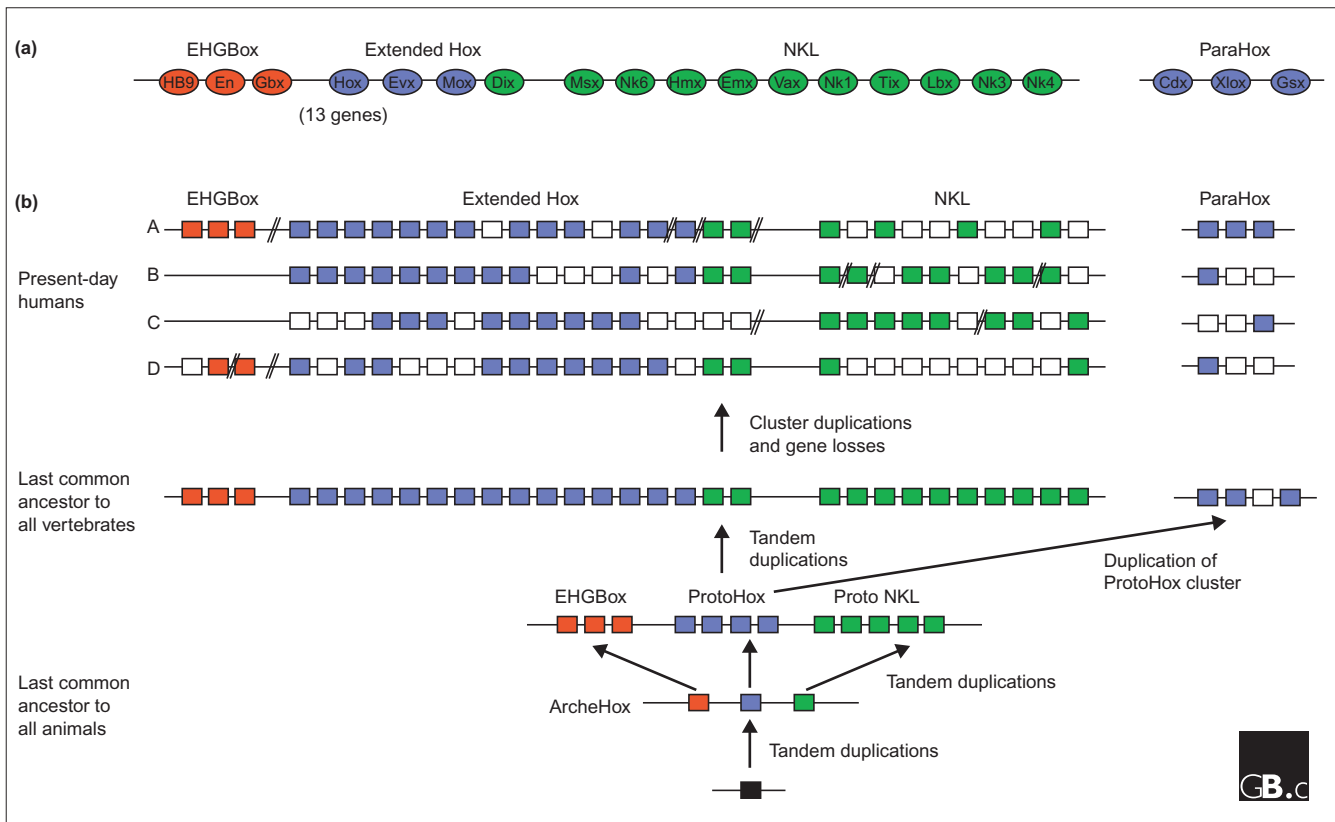 (a)
EHGBox Extended Hox NKL ParaHox
HB9 En Gbx Hox Evx Mox Dix Msx Nk6 Hmx Emx Vax Nk1 Tix Lbx Nk3 Nk4 Cdx Xlox Gsx
(13 genes)
(b)
EHGBox Extended Hox NKL ParaHox
A
Present-day
humans
B
C
D
Cluster duplications
and gene losses
Last common
ancestor to
all vertebrates
Tandem
duplications
Duplication of
ProtoHox cluster
EHGBox ProtoHox Proto NKL
Last common
ancestor to
all animals
Tandem duplications
ArcheHox
Tandem duplications
GB.c